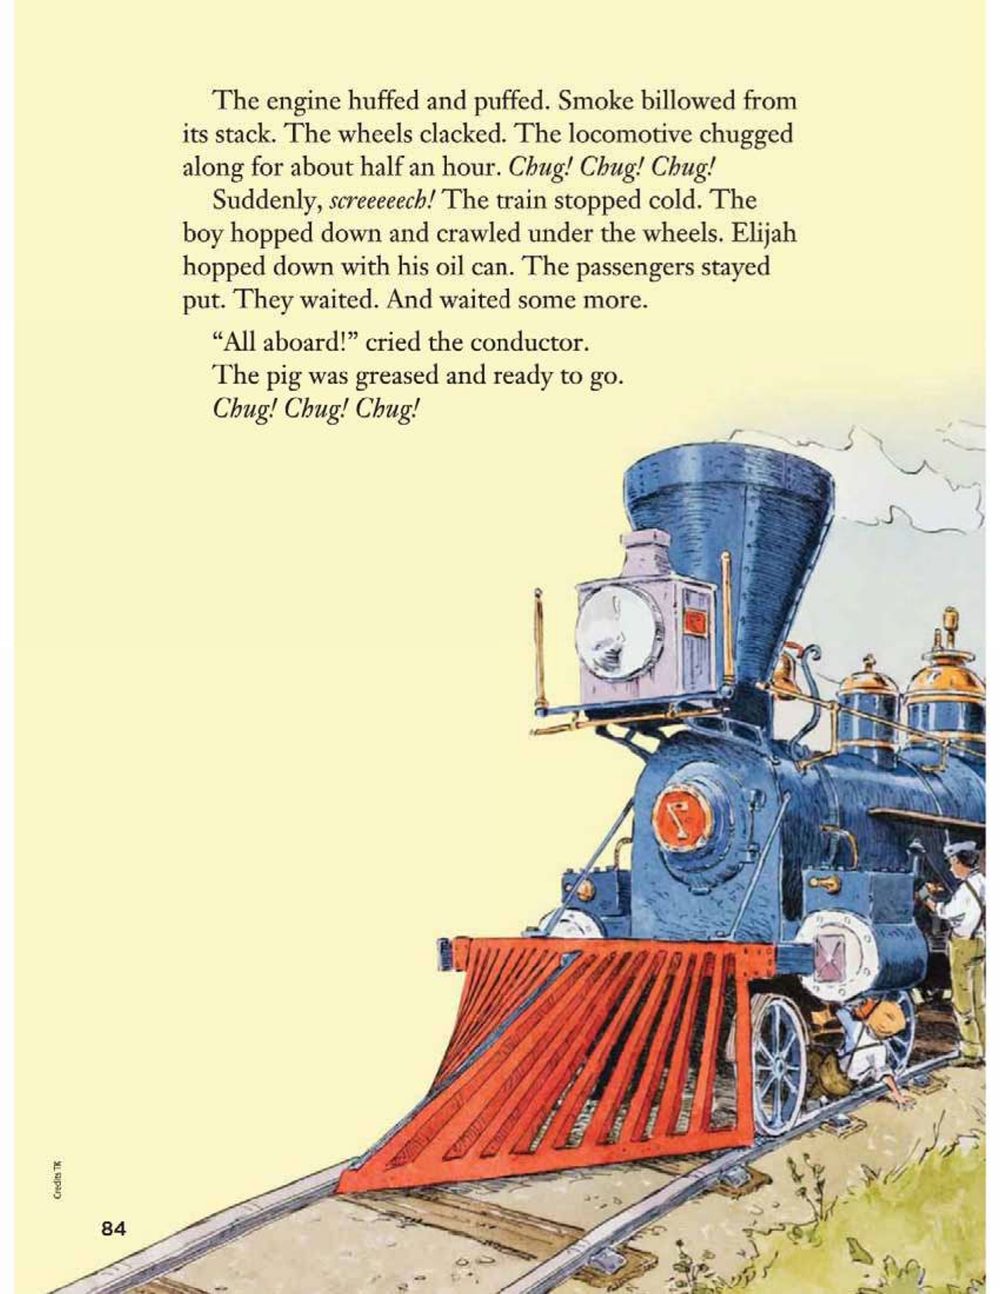 The engine huffed and puffed. Smoke billowed from
its stack. The wheels clacked. The locomotive chugged
along for about half an hour. Chug! Chug! Chug!
Suddenly, screeeeech! The train stopped cold. The
boy hopped down and crawled under the wheels. Elijah
hopped down with his oil can. The passengers stayed
put. They waited. And waited some more.
“All aboard!” cried the conductor.
The pig was greased and ready to go.
Chug! Chug! Chug!
Credits TK
84